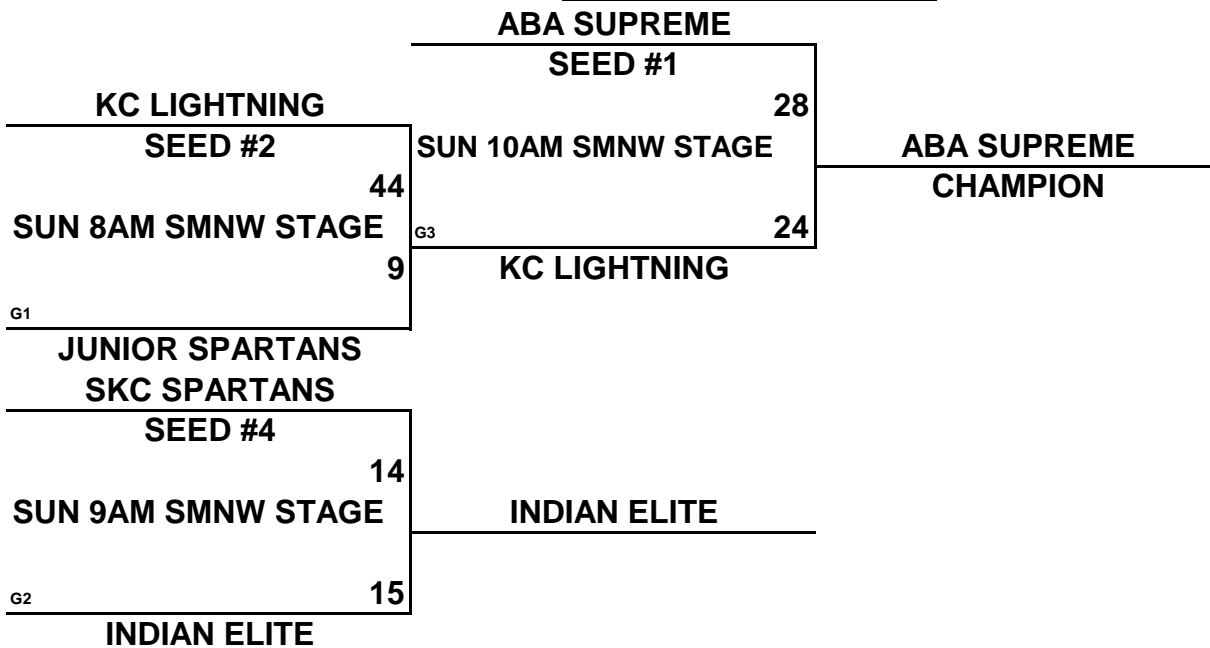 ABA SUPREME
SEED #1
KC LIGHTNING
28
SEED #2
SUN 10AM SMNW STAGE
ABA SUPREME
44
CHAMPION
SUN 8AM SMNW STAGE
G3
24
9
KC LIGHTNING
G1
JUNIOR SPARTANS
SKC SPARTANS
SEED #4
14
SUN 9AM SMNW STAGE
INDIAN ELITE
G2
15
INDIAN ELITE